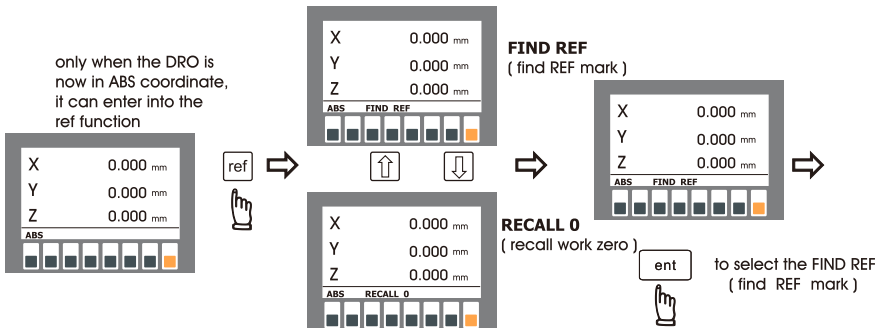 only when the DRO is
now in ABS coordinate,
it can enter into the
ref function
X 0.000 mm
Y 0.000 mm
Z 0.000 mm
ABS
ref
X 0.000 mm
Y 0.000 mm
Z 0.000 mm
ABS FIND REF
FIND REF
( find REF mark )
X 0.000 mm
Y 0.000 mm
Z 0.000 mm
ABS RECALL 0
RECALL 0
( recall work zero )
X 0.000 mm
Y 0.000 mm
Z 0.000 mm
ABS FIND REF
ent
to select the FIND REF
( find REF mark )